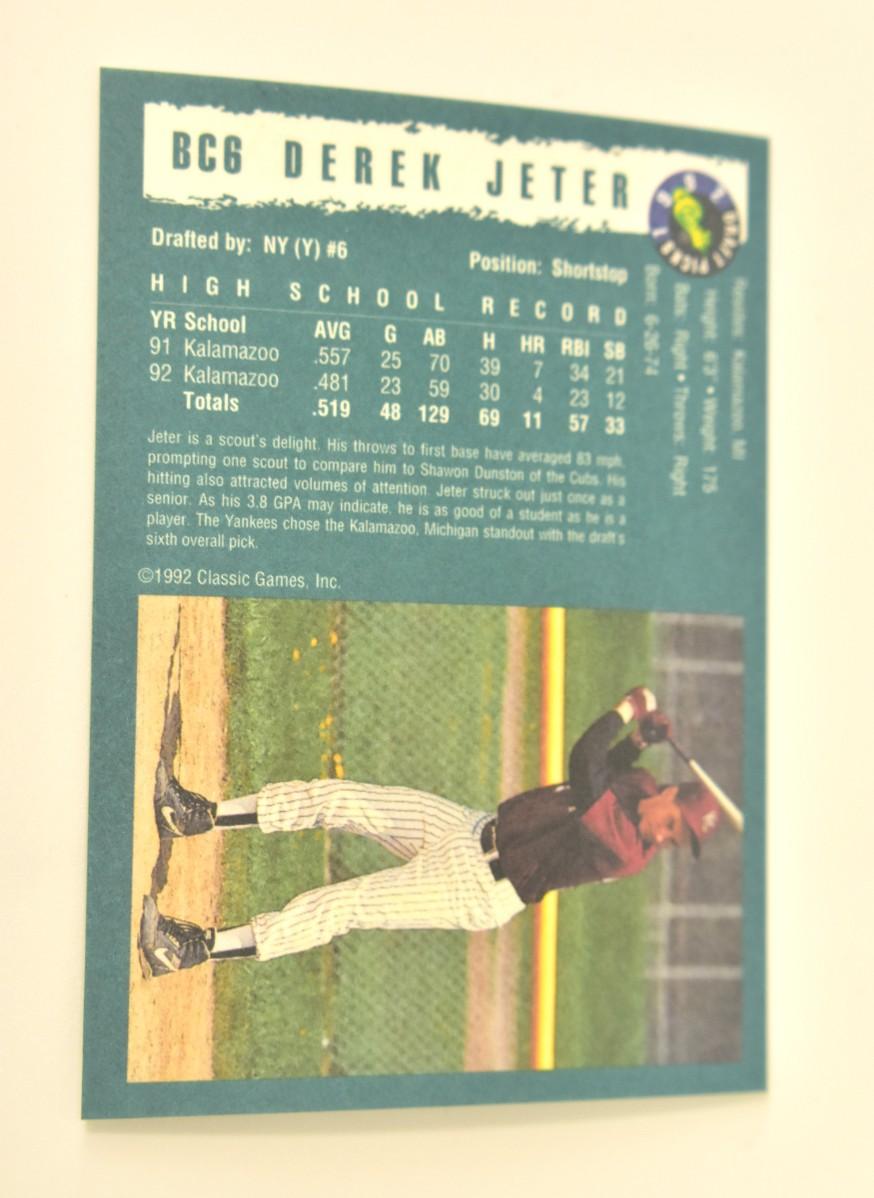 BC6 DEREK JETER
1992 DRAFT PICKS
Drafted by: NY (Y) #6
Position: Shortstop
HIGH SCHOOL RECORD
YR School AVG G AB H HR RBI SB
91 Kalamazoo .557 25 70 39 7 34 21
92 Kalamazoo .481 23 59 30 4 23 12
Totals .519 48 129 69 11 57 33
Jeter is a scout's delight. His throws to first base have averaged 83 mph,
prompting one scout to compare him to Shawon Dunston of the Cubs. His
hitting also attracted volumes of attention. Jeter struck out just once as a
senior. As his 3.8 GPA may indicate, he is as good of a student as he is a
player. The Yankees chose the Kalamazoo, Michigan standout with the draft's
sixth overall pick.
©1992 Classic Games, Inc.
Resides: Kalamazoo, MI
Height: 6'3" • Weight: 175
Bats: Right • Throws: Right
Born: 6-26-74